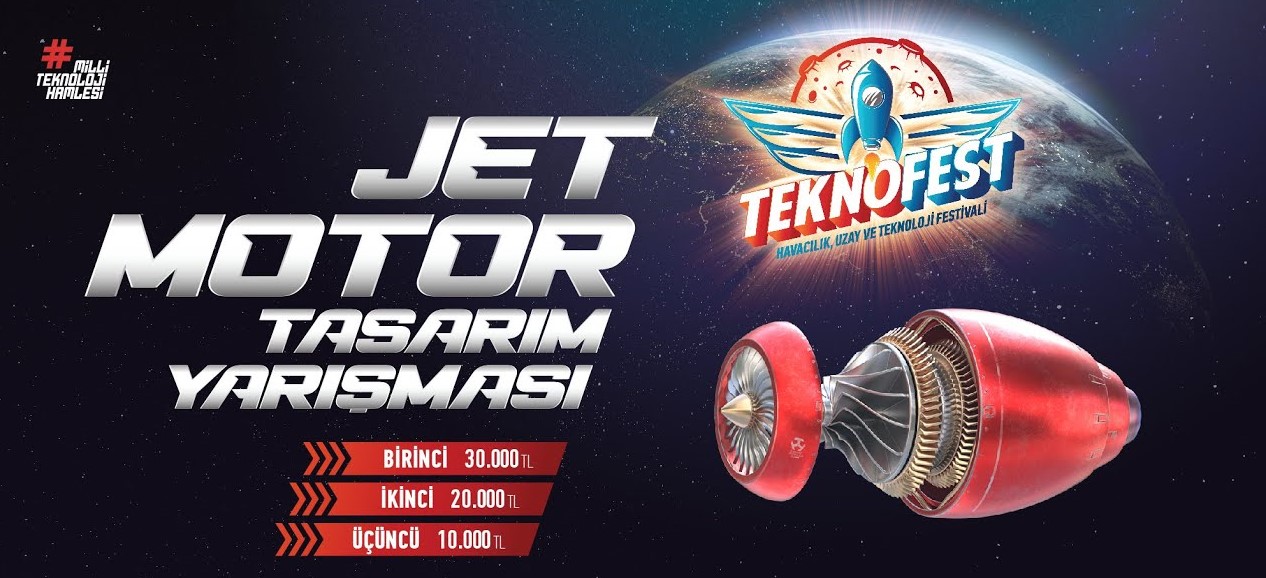 #
MİLLİ
TEKNOLOJİ
HAMLESİ
JET
MOTOR
TASARIM
YARIŞMASI
BİRİNCİ 30.000 TL
İKİNCİ 20.000 TL
ÜÇÜNCÜ 10.000 TL
TEKNOFEST
HAVACILIK, UZAY VE TEKNOLOJİ FESTİVALİ